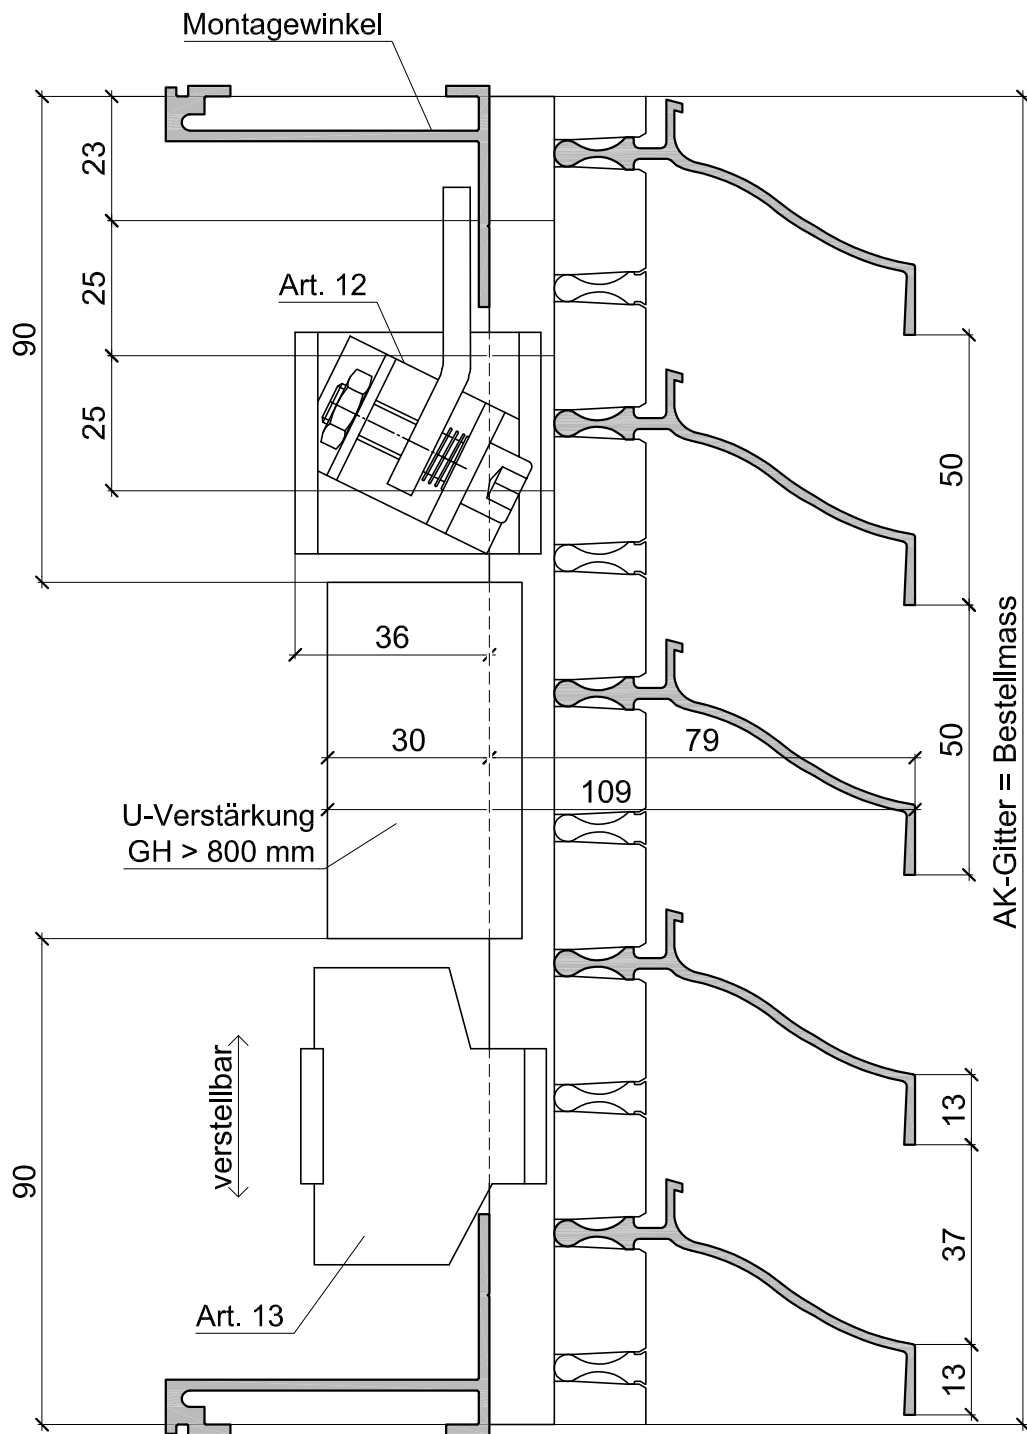 Montagewinkel
23
Art. 12
25
90
25
50
36
30
79
50
109
U-Verstärkung
GH > 800 mm
AK-Gitter = Bestellmass
verstellbar
13
90
37
Art. 13
13